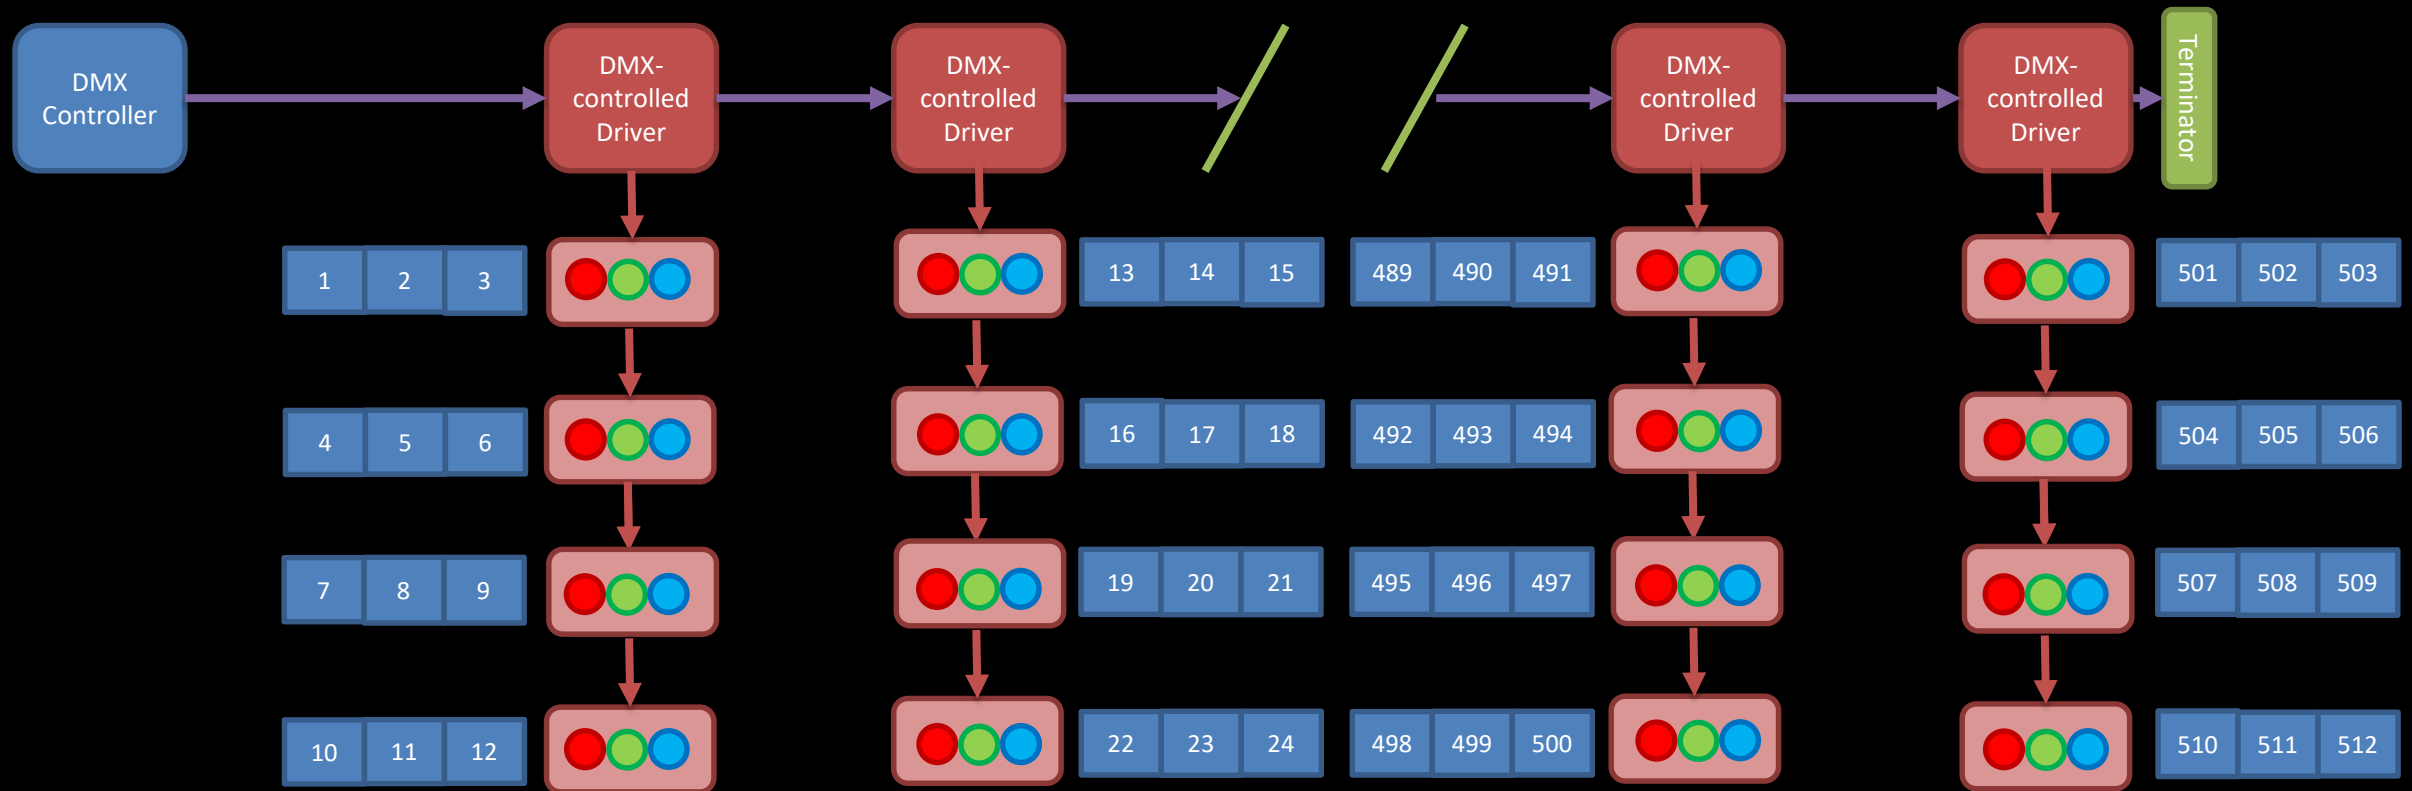 DMX
Controller
DMX-
controlled
Driver
DMX-
controlled
Driver
DMX-
controlled
Driver
DMX-
controlled
Driver
Terminator
1 2 3
13 14 15
489 490 491
501 502 503
4 5 6
16 17 18
492 493 494
504 505 506
7 8 9
19 20 21
495 496 497
507 508 509
10 11 12
22 23 24
498 499 500
510 511 512